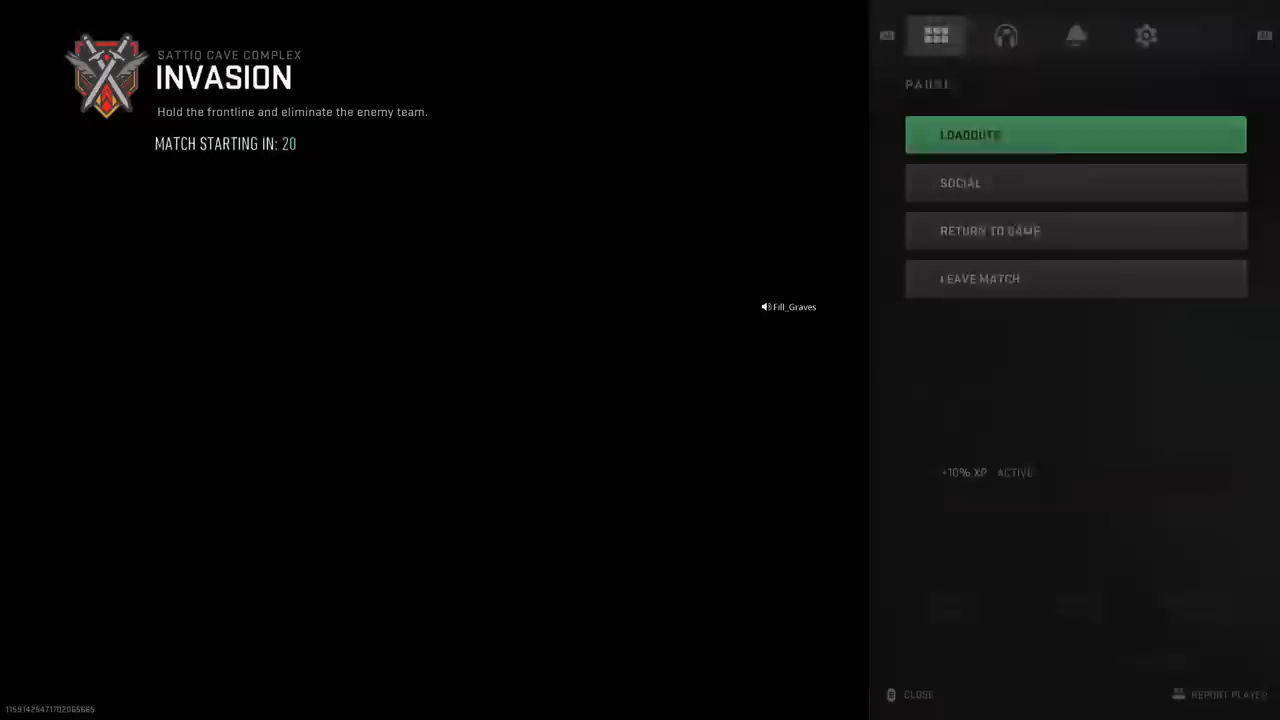 SATTIQ CAVE COMPLEX
INVASION
Hold the frontline and eliminate the enemy team.
MATCH STARTING IN: 20
Fill_Graves
PAUSE
LOADOUTS
SOCIAL
RETURN TO GAME
LEAVE MATCH
+10% XP ACTIVE
CLOSE
REPORT PLAYER